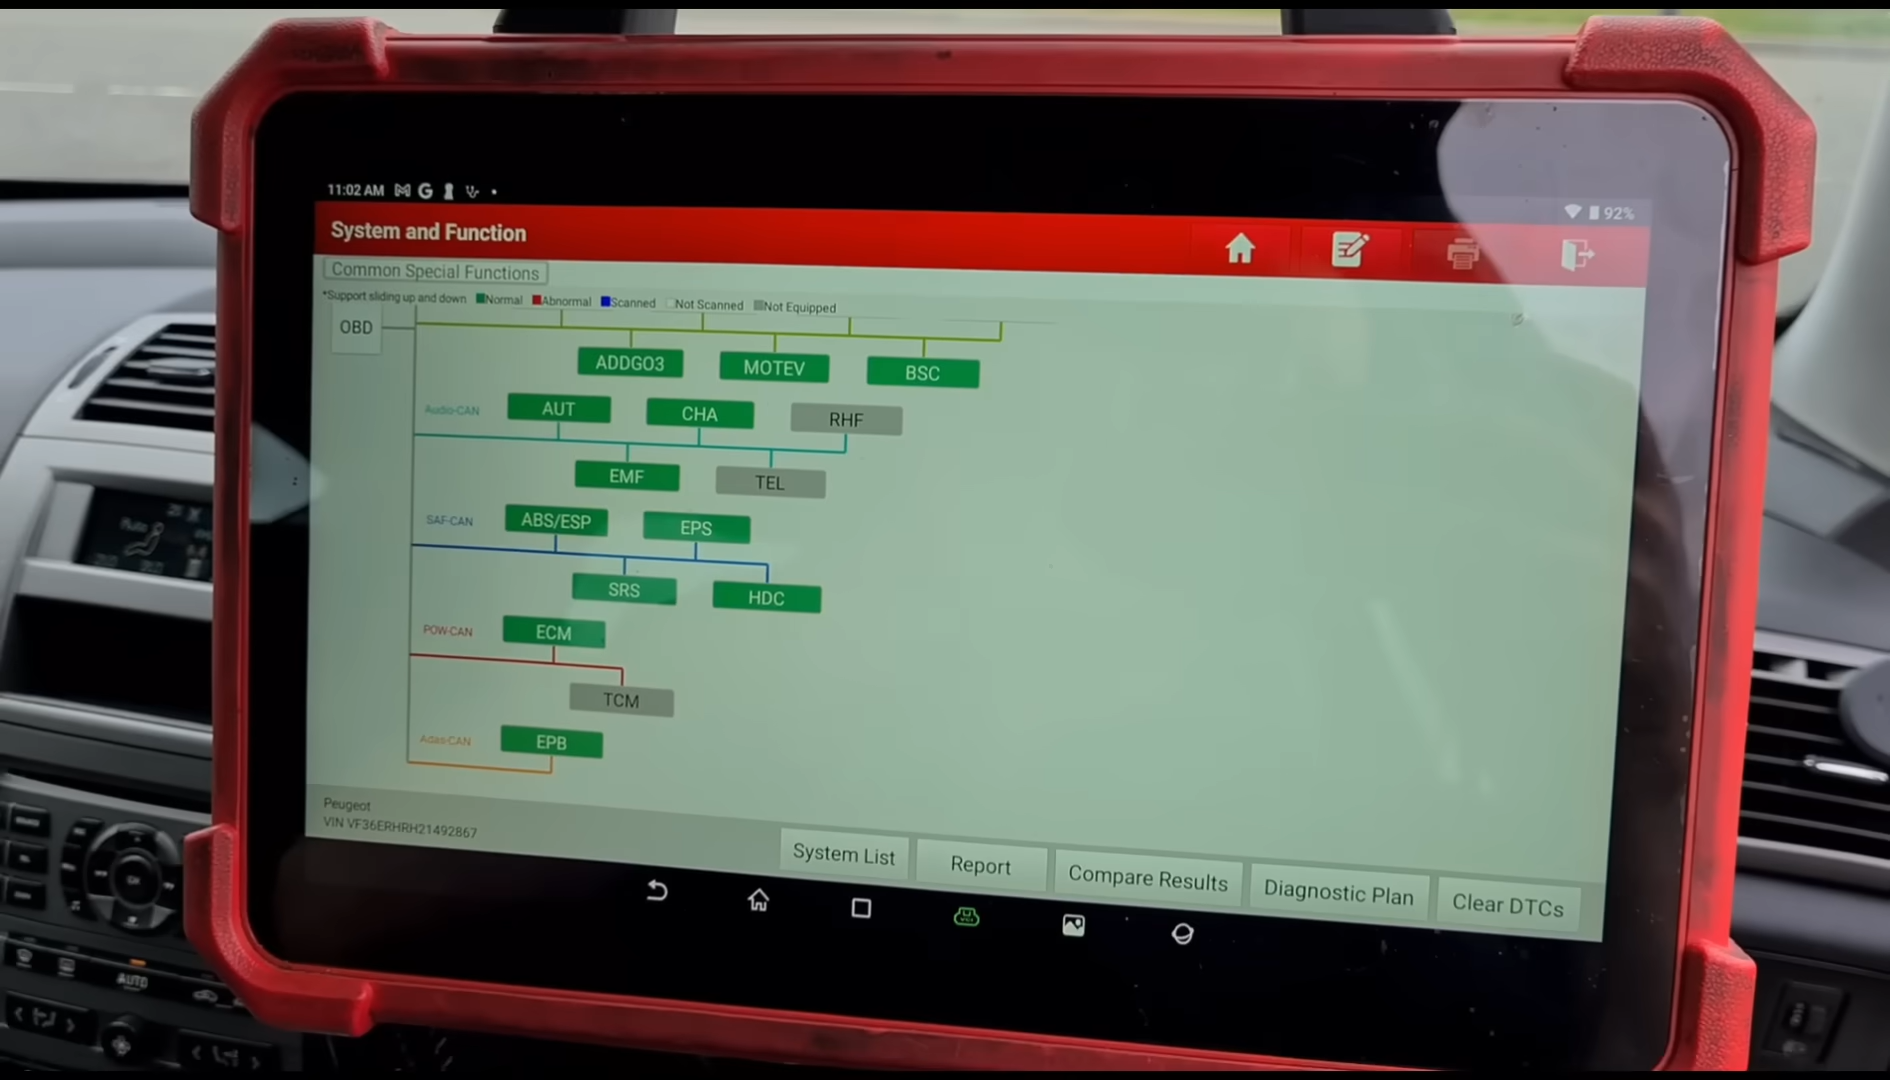 11:02 AM
92%
System and Function
Common Special Functions
*Support sliding up and down Normal Abnormal Scanned Not Scanned Not Equipped
OBD
ADDGO3 MOTEV BSC
Audio-CAN AUT CHA RHF
EMF TEL
SAF-CAN ABS/ESP EPS
SRS HDC
POW-CAN ECM
TCM
Adas-CAN EPB
Peugeot
VIN VF36ERHRH21492867
System List Report Compare Results Diagnostic Plan Clear DTCs
AUTO